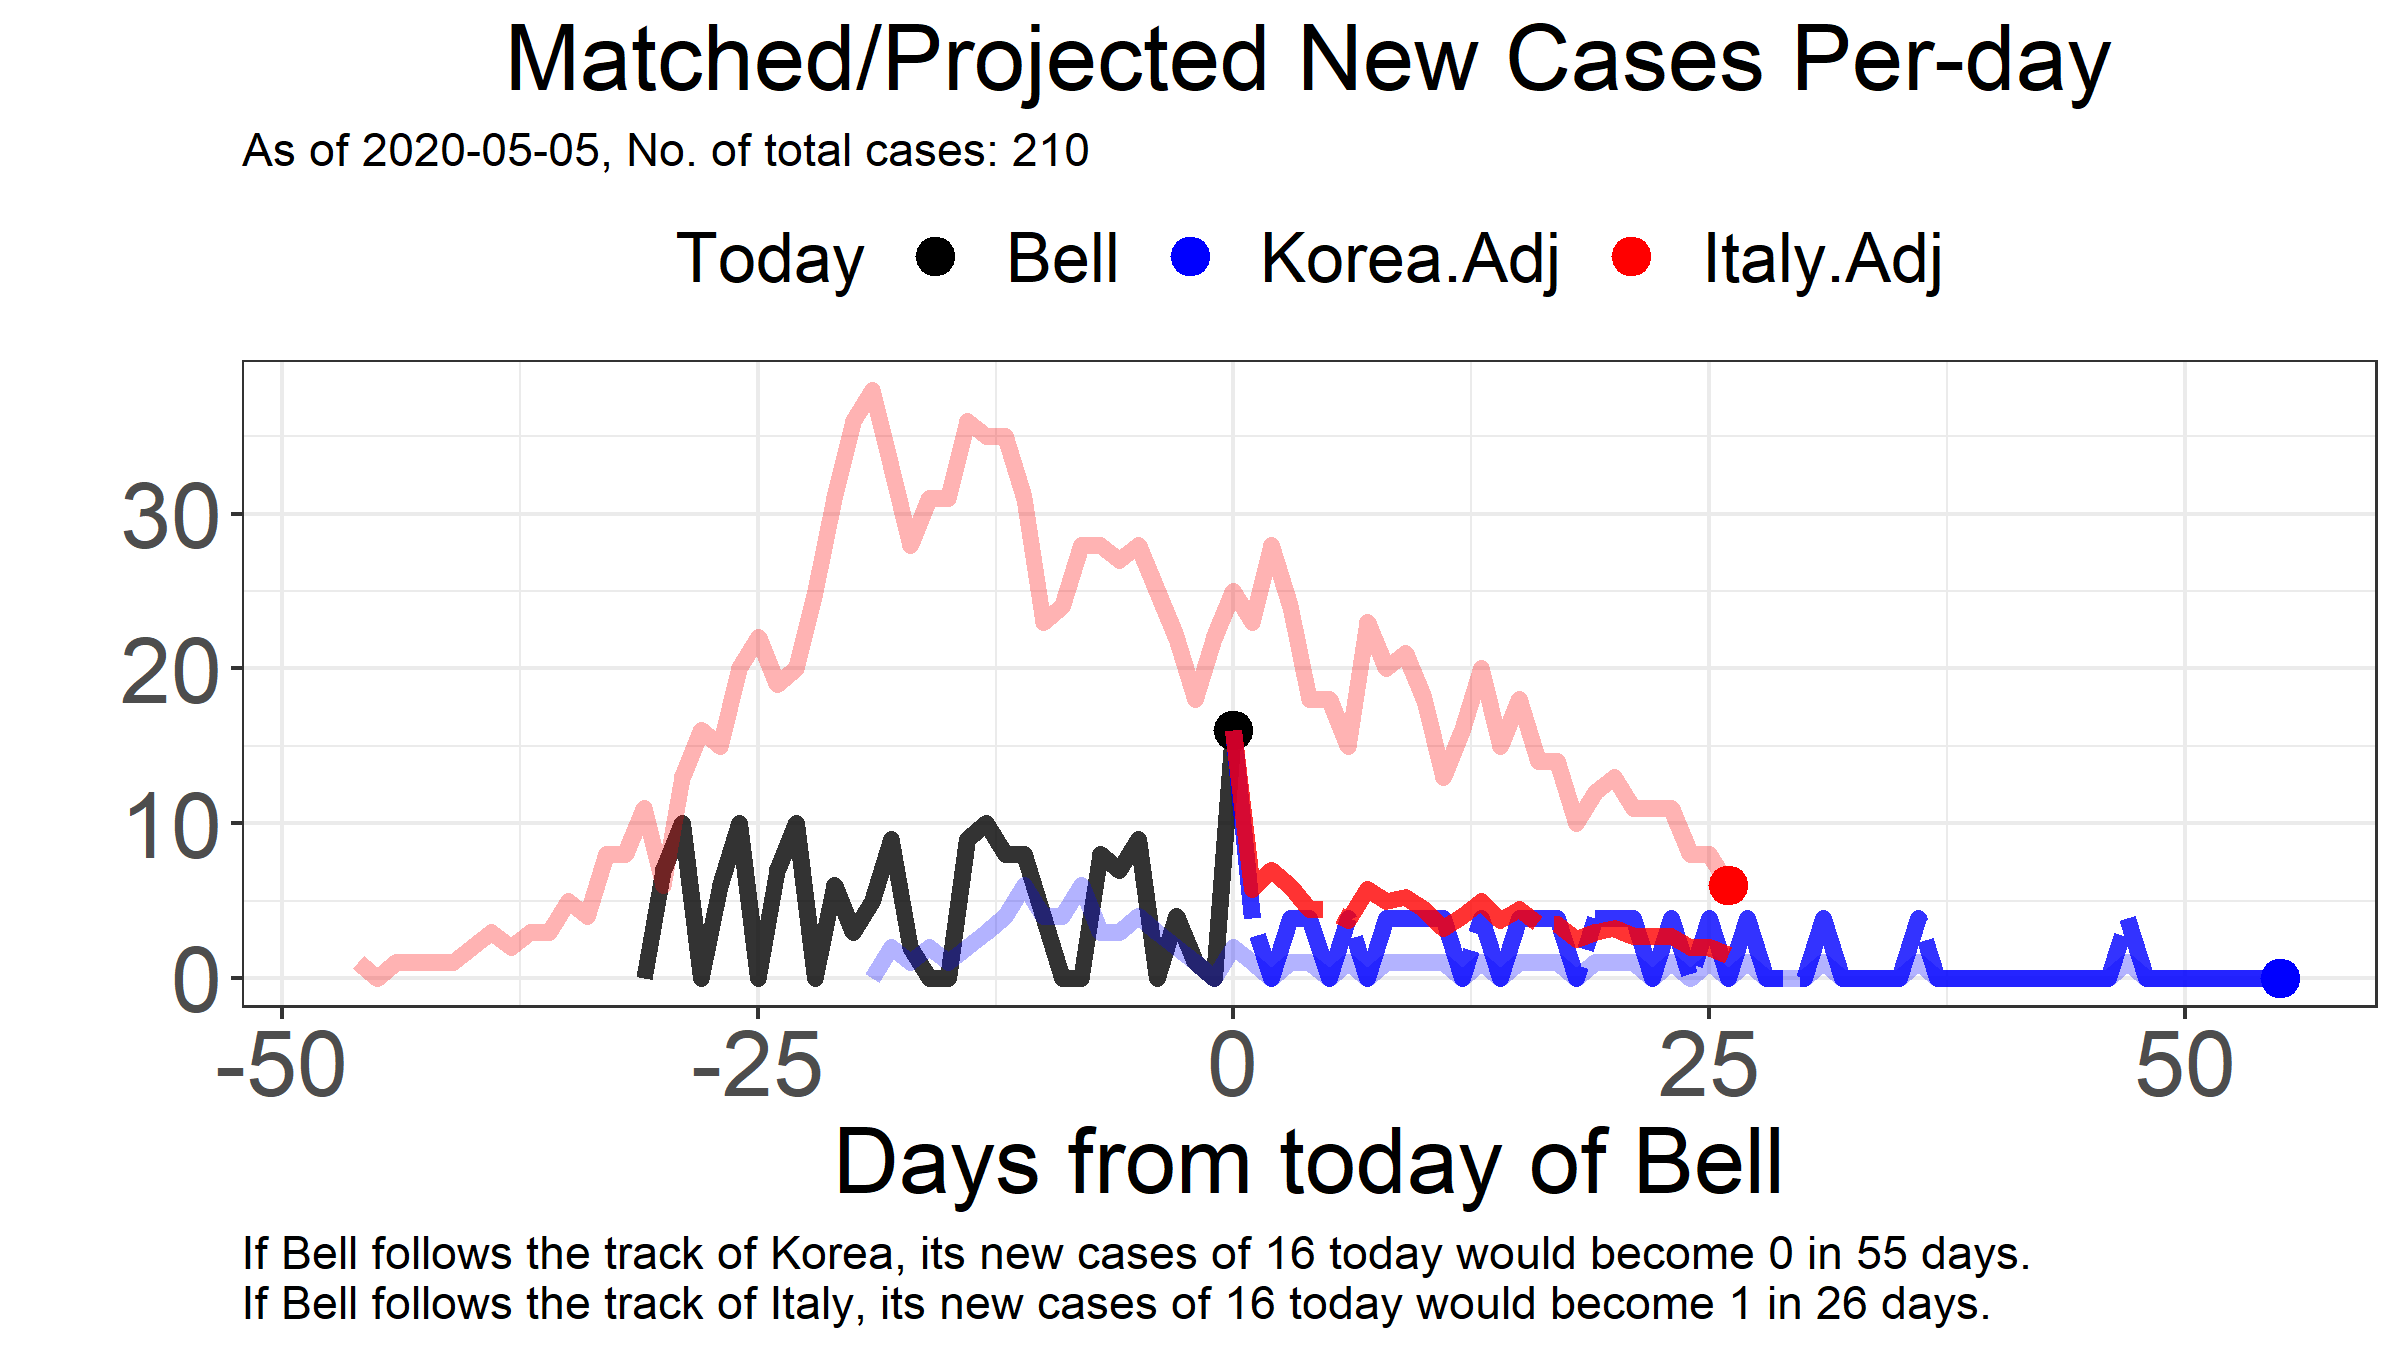 Matched/Projected New Cases Per-day
As of 2020-05-05, No. of total cases: 210
Today Bell Korea.Adj Italy.Adj
30
20
10
0
-50 -25 0 25 50
Days from today of Bell
If Bell follows the track of Korea, its new cases of 16 today would become 0 in 55 days.
If Bell follows the track of Italy, its new cases of 16 today would become 1 in 26 days.